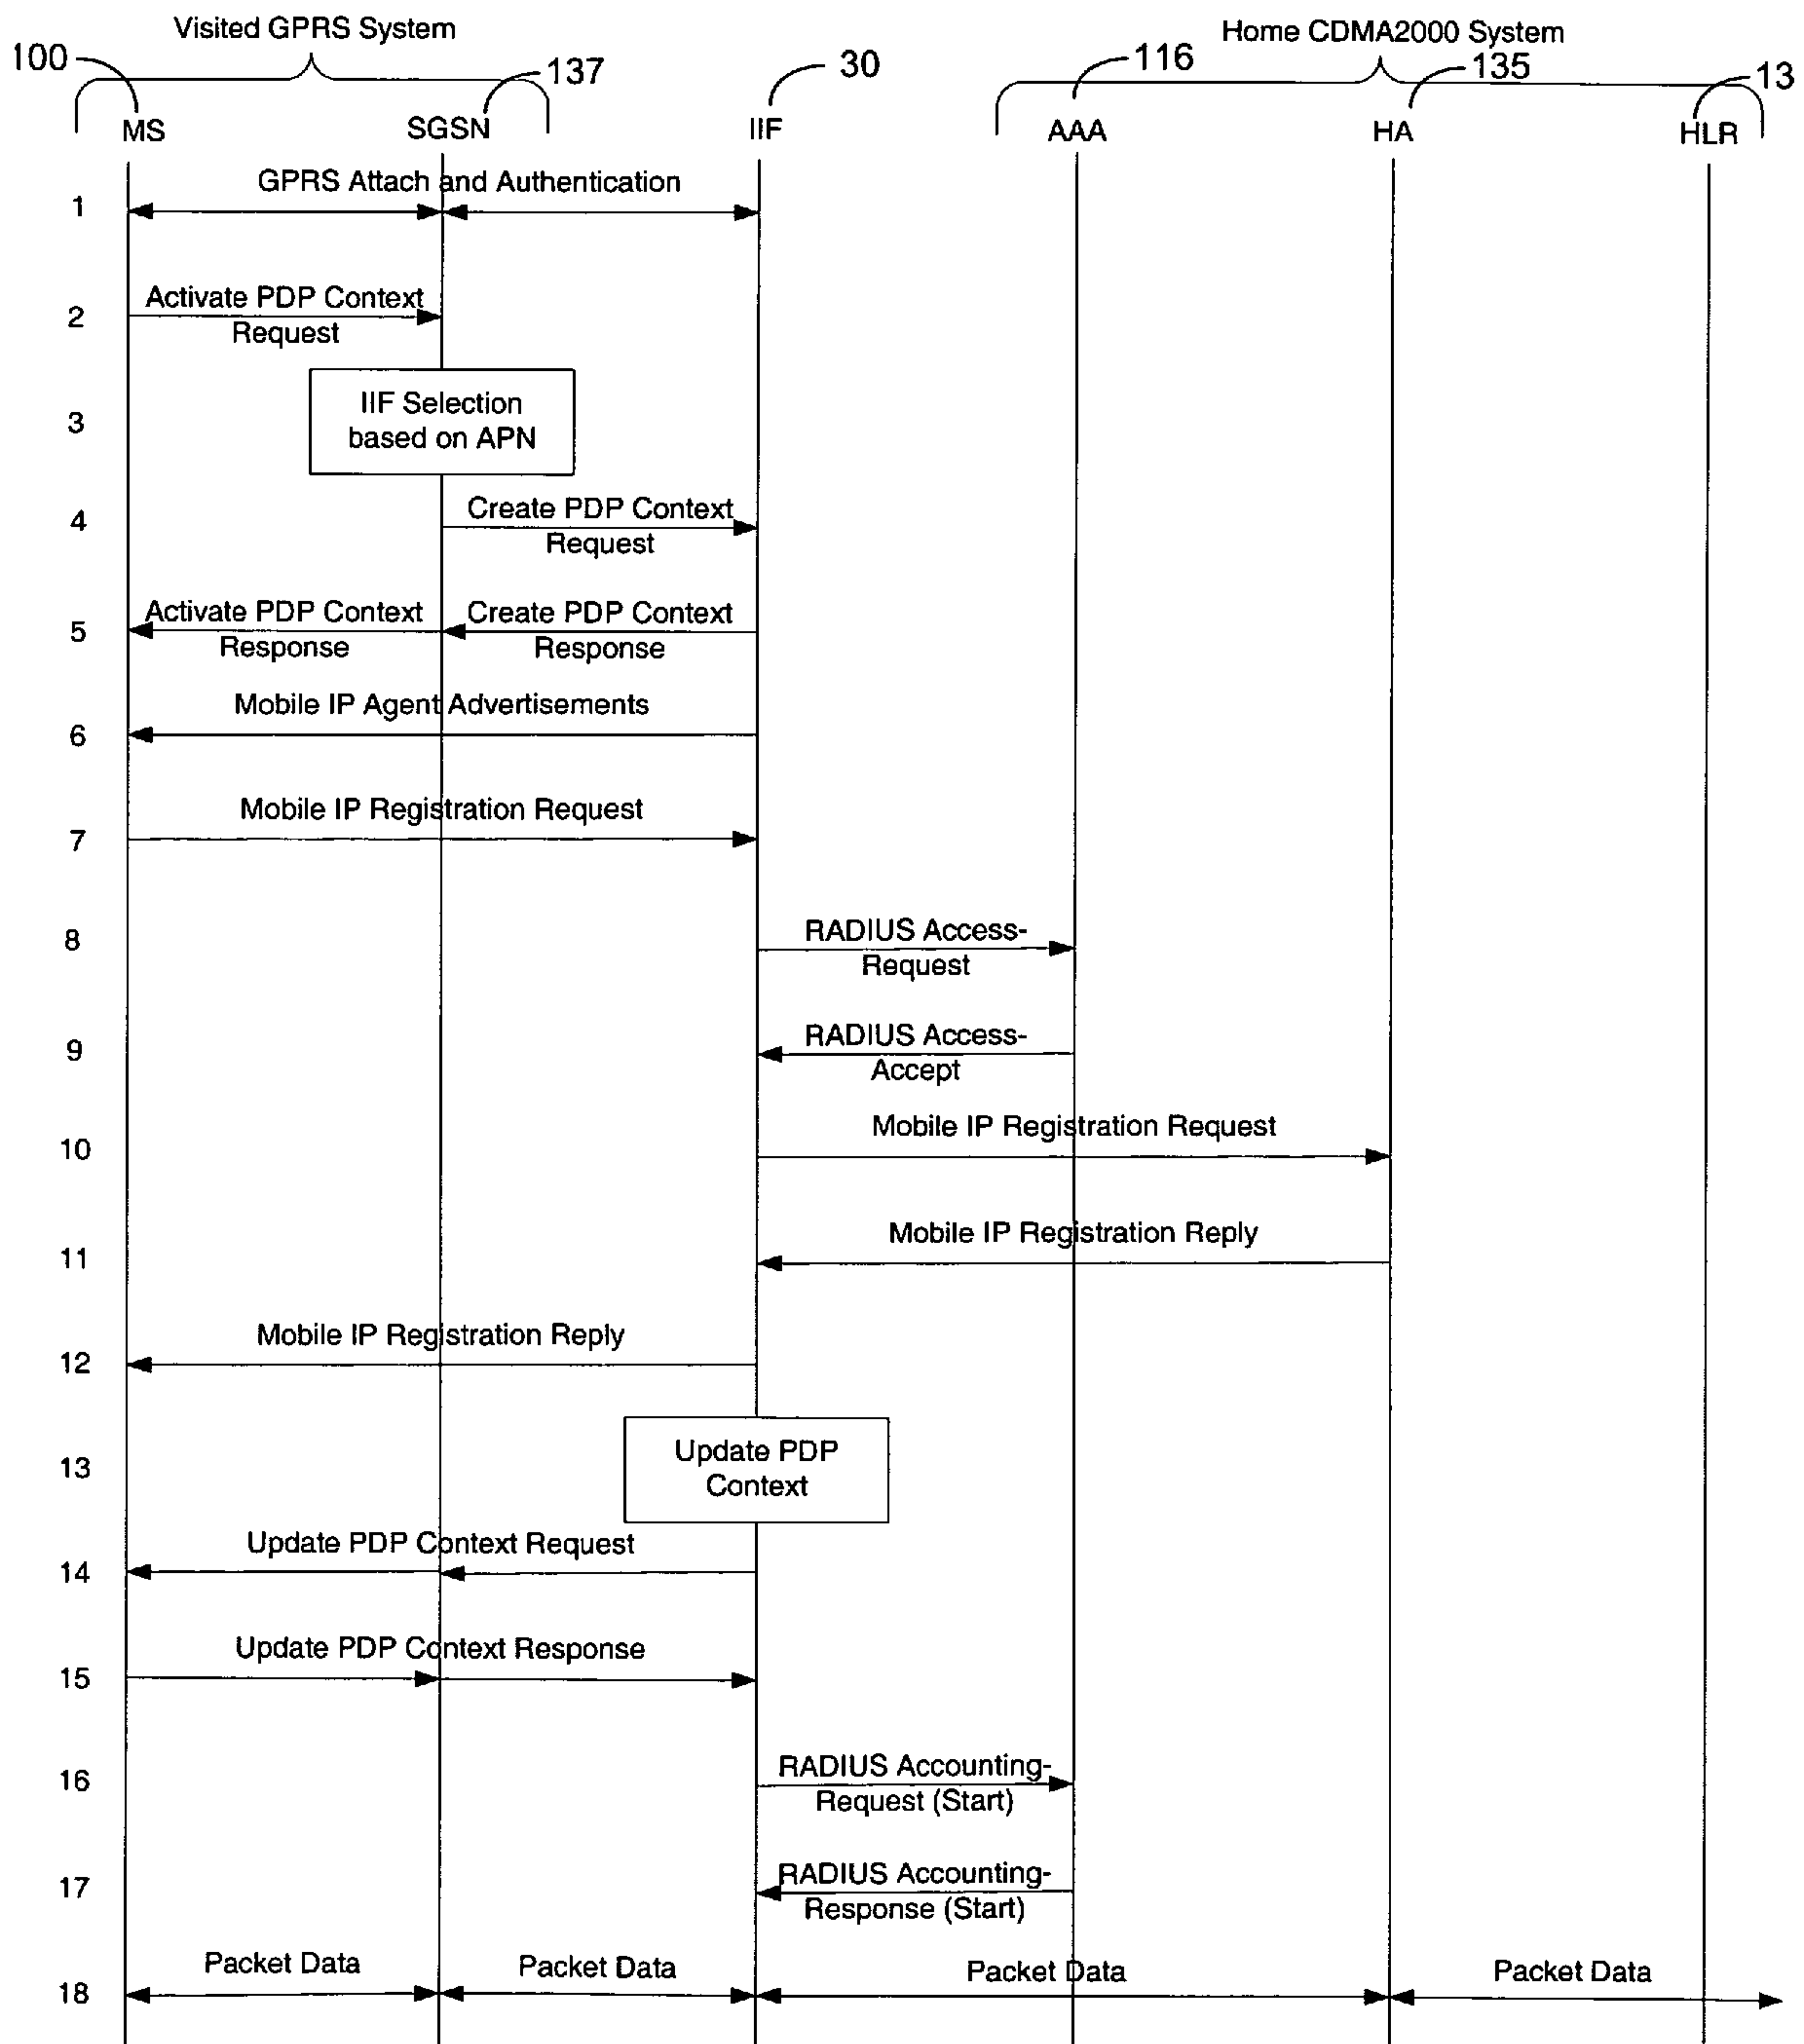 Visited GPRS System
Home CDMA2000 System
100
137
30
116
135
13
MS
SGSN
IIF
AAA
HA
HLR
1
GPRS Attach and Authentication
2
Activate PDP Context
Request
3
IIF Selection
based on APN
4
Create PDP Context
Request
5
Activate PDP Context
Response
Create PDP Context
Response
6
Mobile IP Agent Advertisements
7
Mobile IP Registration Request
8
RADIUS Access-
Request
9
RADIUS Access-
Accept
10
Mobile IP Registration Request
11
Mobile IP Registration Reply
12
Mobile IP Registration Reply
13
Update PDP
Context
14
Update PDP Context Request
15
Update PDP Context Response
16
RADIUS Accounting-
Request (Start)
17
RADIUS Accounting-
Response (Start)
18
Packet Data
Packet Data
Packet Data
Packet Data